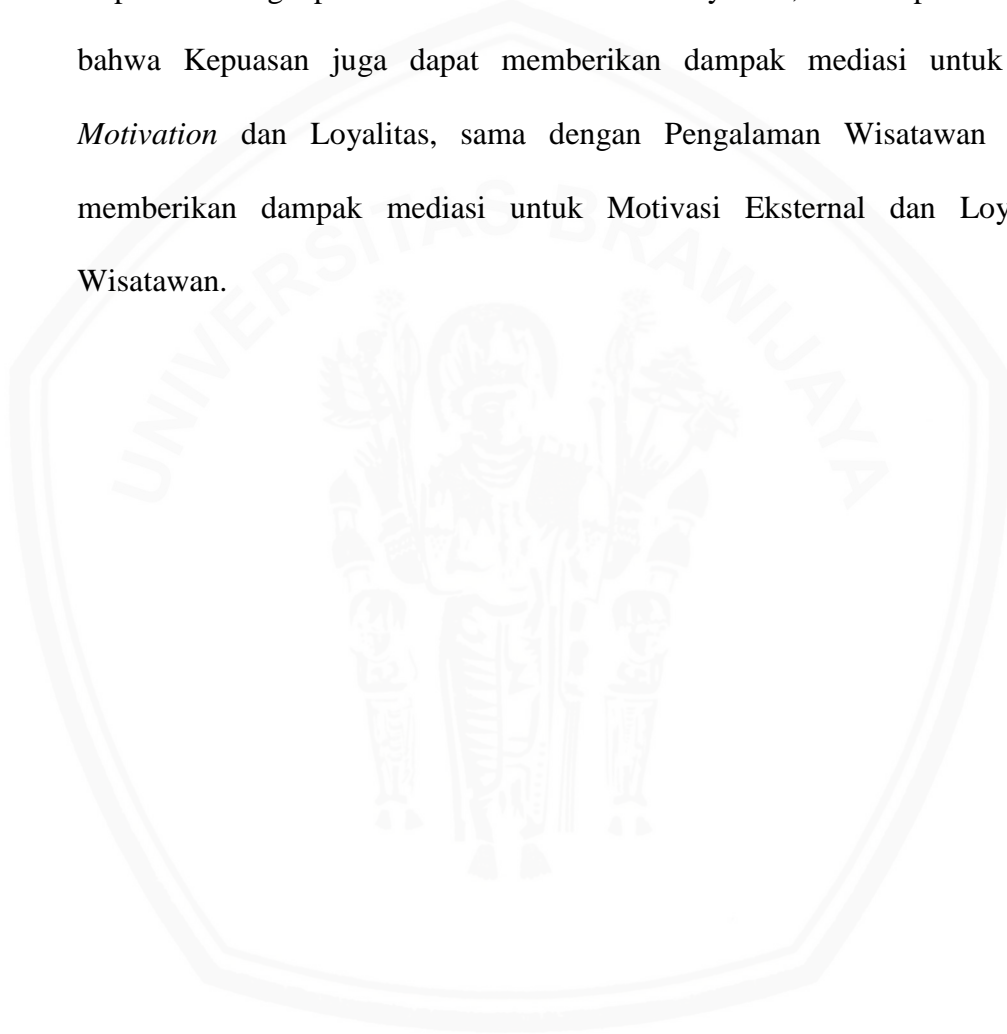 bahwa Kepuasan juga dapat memberikan dampak mediasi untuk
Motivation dan Loyalitas, sama dengan Pengalaman Wisatawan
memberikan dampak mediasi untuk Motivasi Eksternal dan
Wisatawan.
UNIVERSITAS BRAWIJAYA